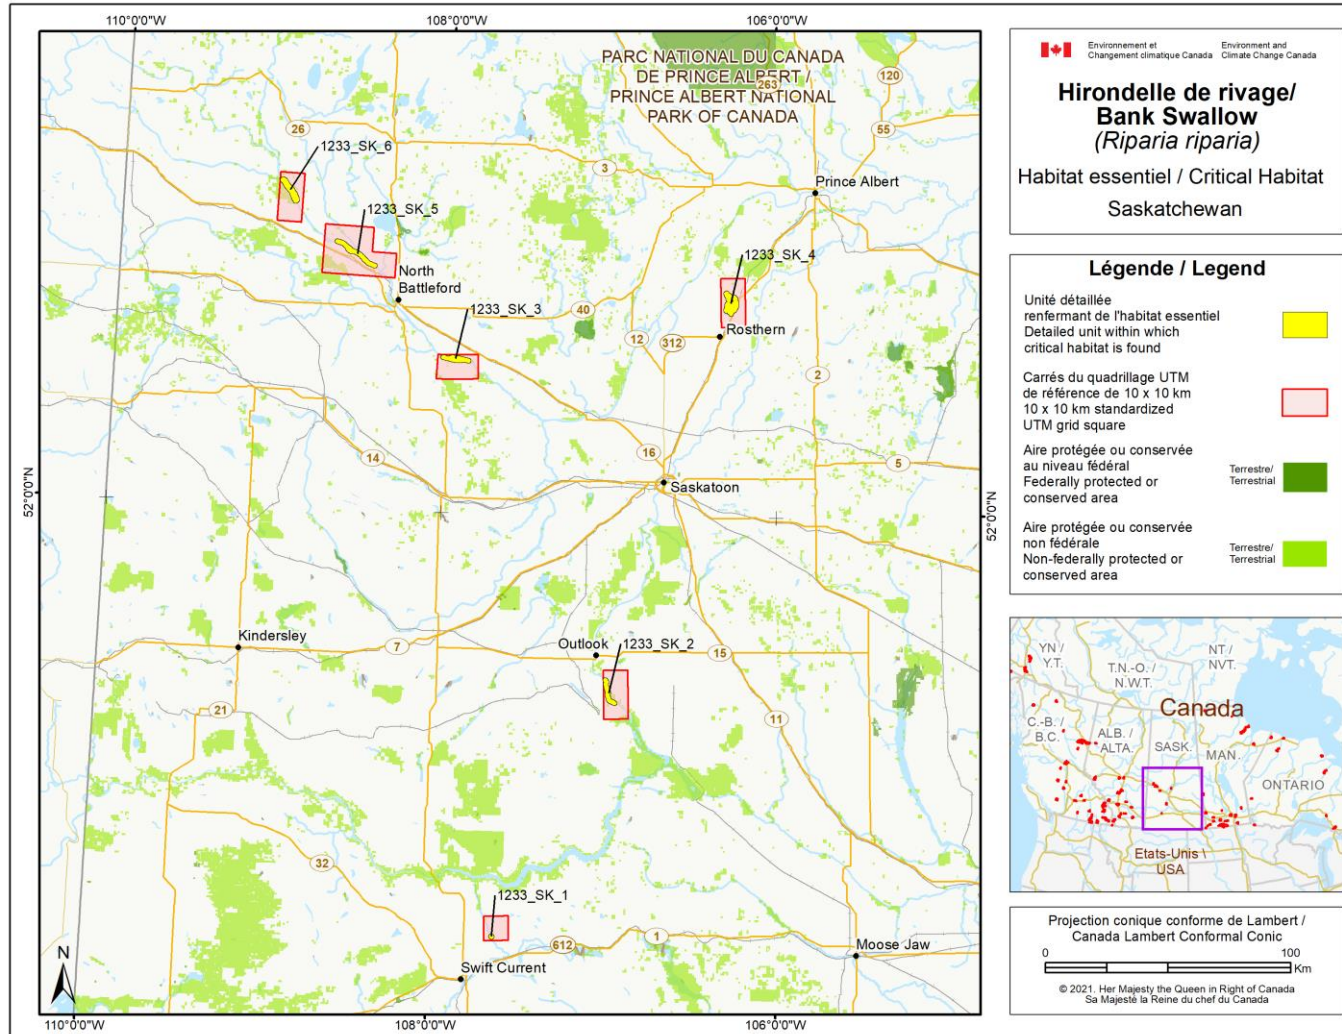 110°0'0"W
108°0'0"W
106°0'0"W
PARC NATIONAL DU CANADA
DE PRINCE ALBERT /
PRINCE ALBERT NATIONAL
PARK OF CANADA
263
120
55
26
3
1233_SK_6
Prince Albert
1233_SK_5
1233_SK_4
North
Battleford
1233_SK_3
40
Rosthern
12
312
2
16
14
5
Saskatoon
52°0'0"N
52°0'0"N
Kindersley
7
Outlook
1233_SK_2
15
21
11
32
1233_SK_1
612
1
Moose Jaw
Swift Current
N
110°0'0"W
108°0'0"W
106°0'0"W
Environnement et
Changement climatique Canada
Environment and
Climate Change Canada
Hirondelle de rivage/
Bank Swallow
(Riparia riparia)
Habitat essentiel / Critical Habitat
Saskatchewan
Légende / Legend
Unité détaillée
renfermant de l'habitat essentiel
Detailed unit within which
critical habitat is found
Carrés du quadrillage UTM
de référence de 10 x 10 km
10 x 10 km standardized
UTM grid square
Aire protégée ou conservée
au niveau fédéral
Federally protected or
conserved area
Terrestre/
Terrestrial
Aire protégée ou conservée
non fédérale
Non-federally protected or
conserved area
Terrestre/
Terrestrial
YN /
Y.T.
T.N.-O. /
N.W.T.
NT /
NVT.
Canada
C.-B. /
B.C.
ALB. /
ALTA.
SASK.
MAN.
ONTARIO
Etats-Unis \
USA
Projection conique conforme de Lambert /
Canada Lambert Conformal Conic
0
100
Km
© 2021. Her Majesty the Queen in Right of Canada
Sa Majesté la Reine du chef du Canada